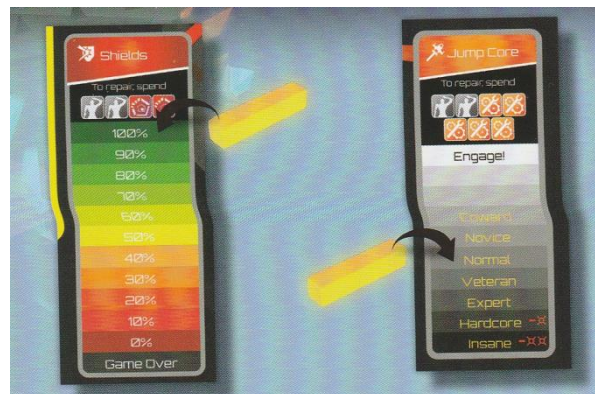 Shields
To repair, spend
100%
90%
80%
70%
60%
50%
40%
30%
20%
10%
0%
Game Over
Jump Core
To repair, spend
Engage!
Coward
Novice
Normal
Veteran
Expert
Hardcore
Insane